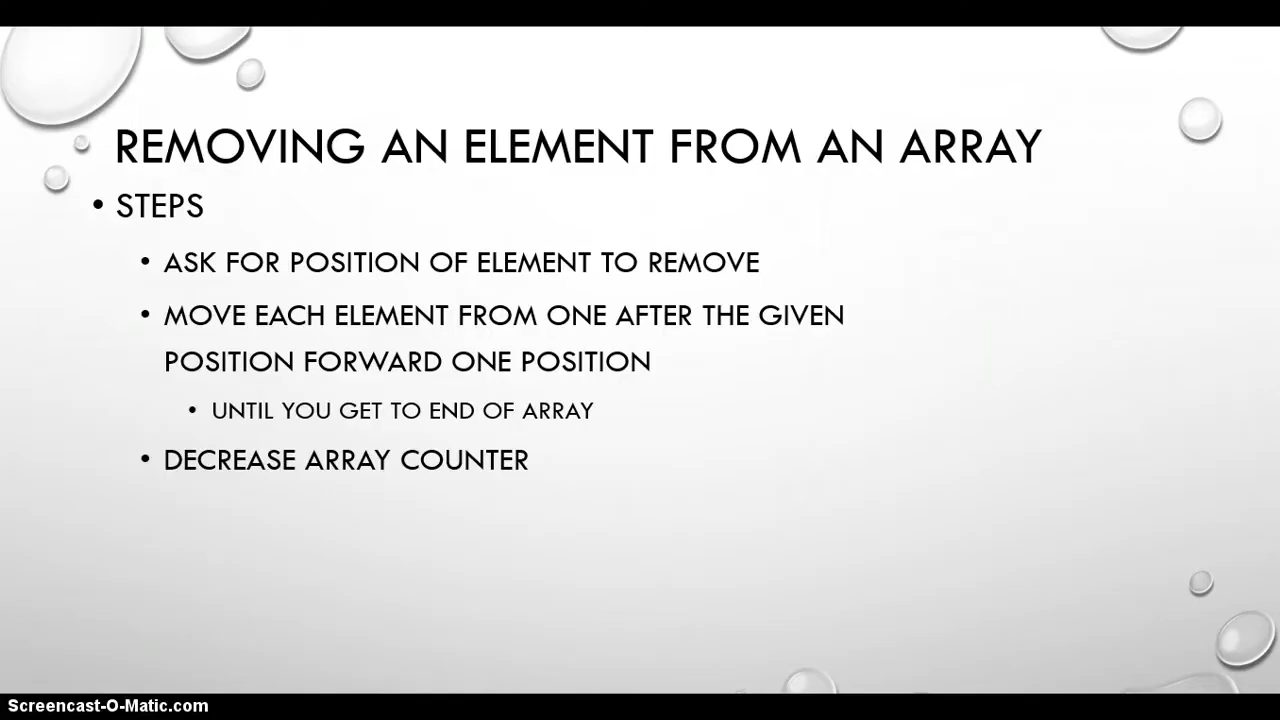 REMOVING AN ELEMENT FROM AN ARRAY
• STEPS
• ASK FOR POSITION OF ELEMENT TO REMOVE
• MOVE EACH ELEMENT FROM ONE AFTER THE GIVEN
POSITION FORWARD ONE POSITION
• UNTIL YOU GET TO END OF ARRAY
• DECREASE ARRAY COUNTER
Screencast-O-Matic.com